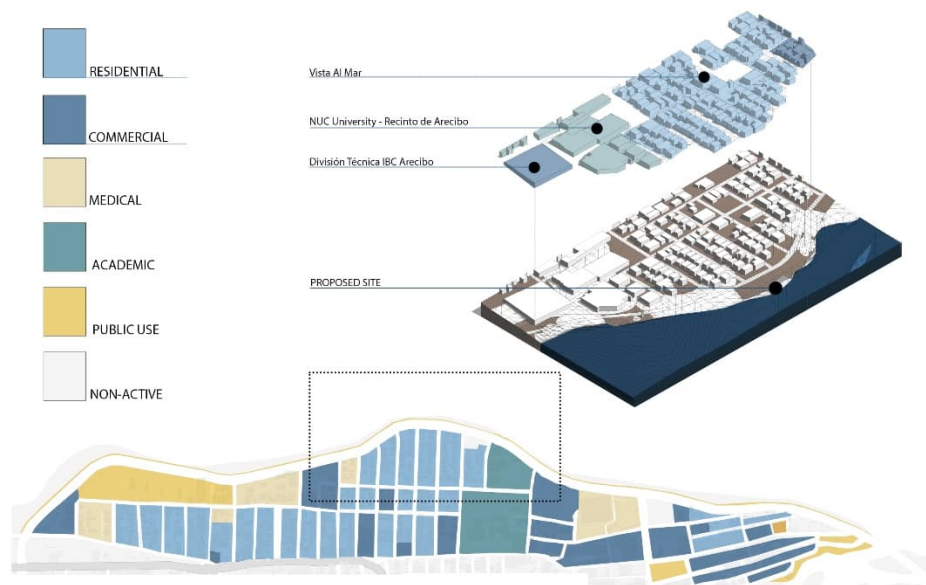 RESIDENTIAL
COMMERCIAL
MEDICAL
ACADEMIC
PUBLIC USE
NON-ACTIVE
Vista Al Mar
NUC University - Recinto de Arecibo
División Técnica IBC Arecibo
PROPOSED SITE